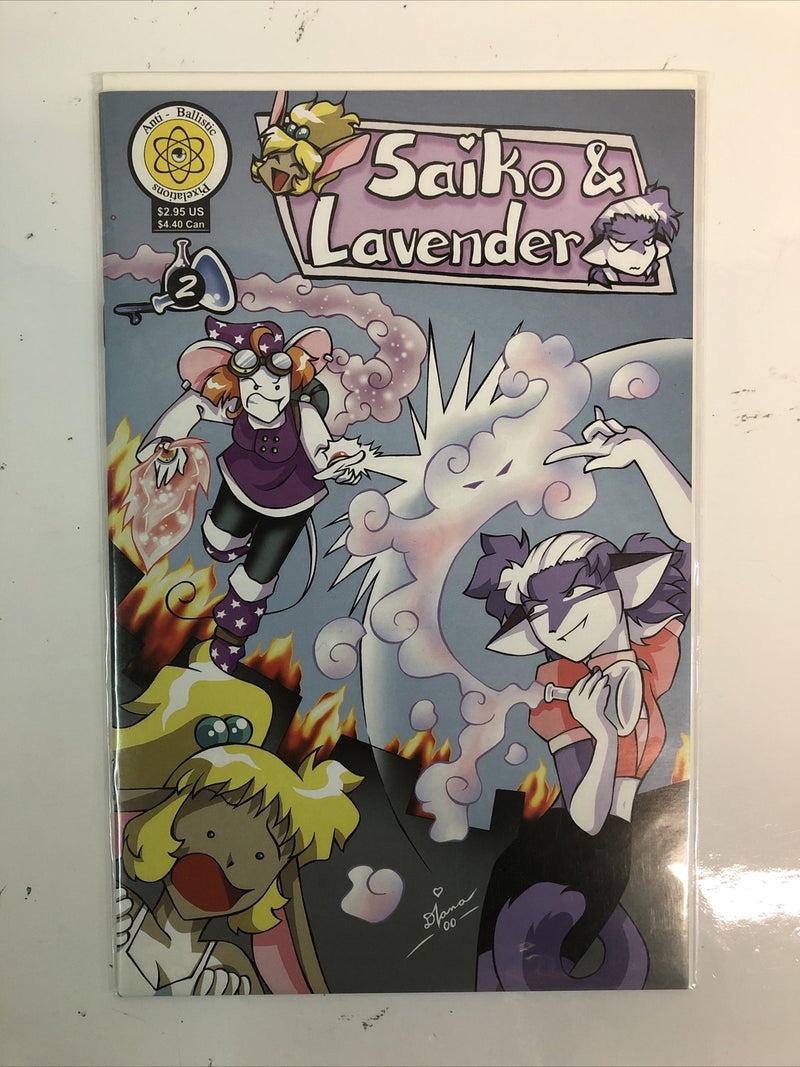 Anti - Ballistic
Pixelations
$2.95 US
$4.40 Can
2
Saiko &
Lavender
Diana
00